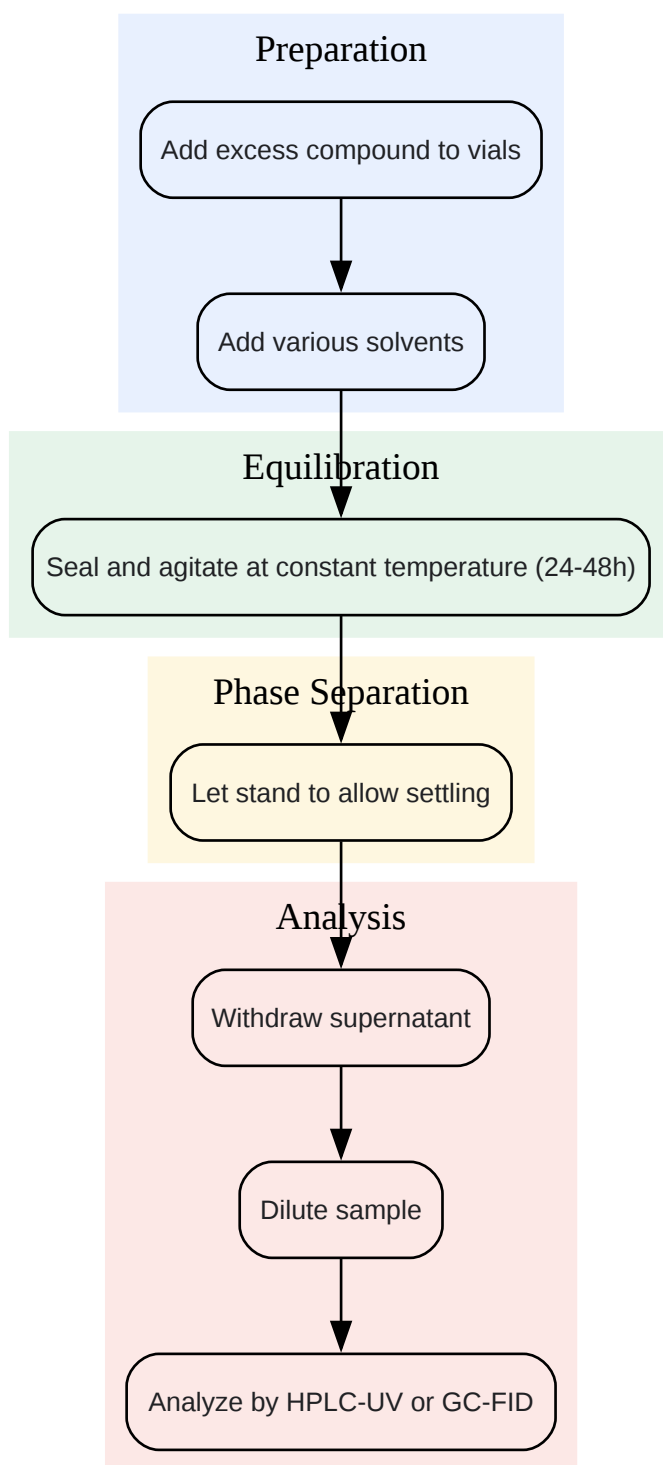 Preparation
Add excess compound to vials
Add various solvents
Equilibration
Seal and agitate at constant temperature (24-48h)
Phase Separation
Let stand to allow settling
Analysis
Withdraw supernatant
Dilute sample
Analyze by HPLC-UV or GC-FID